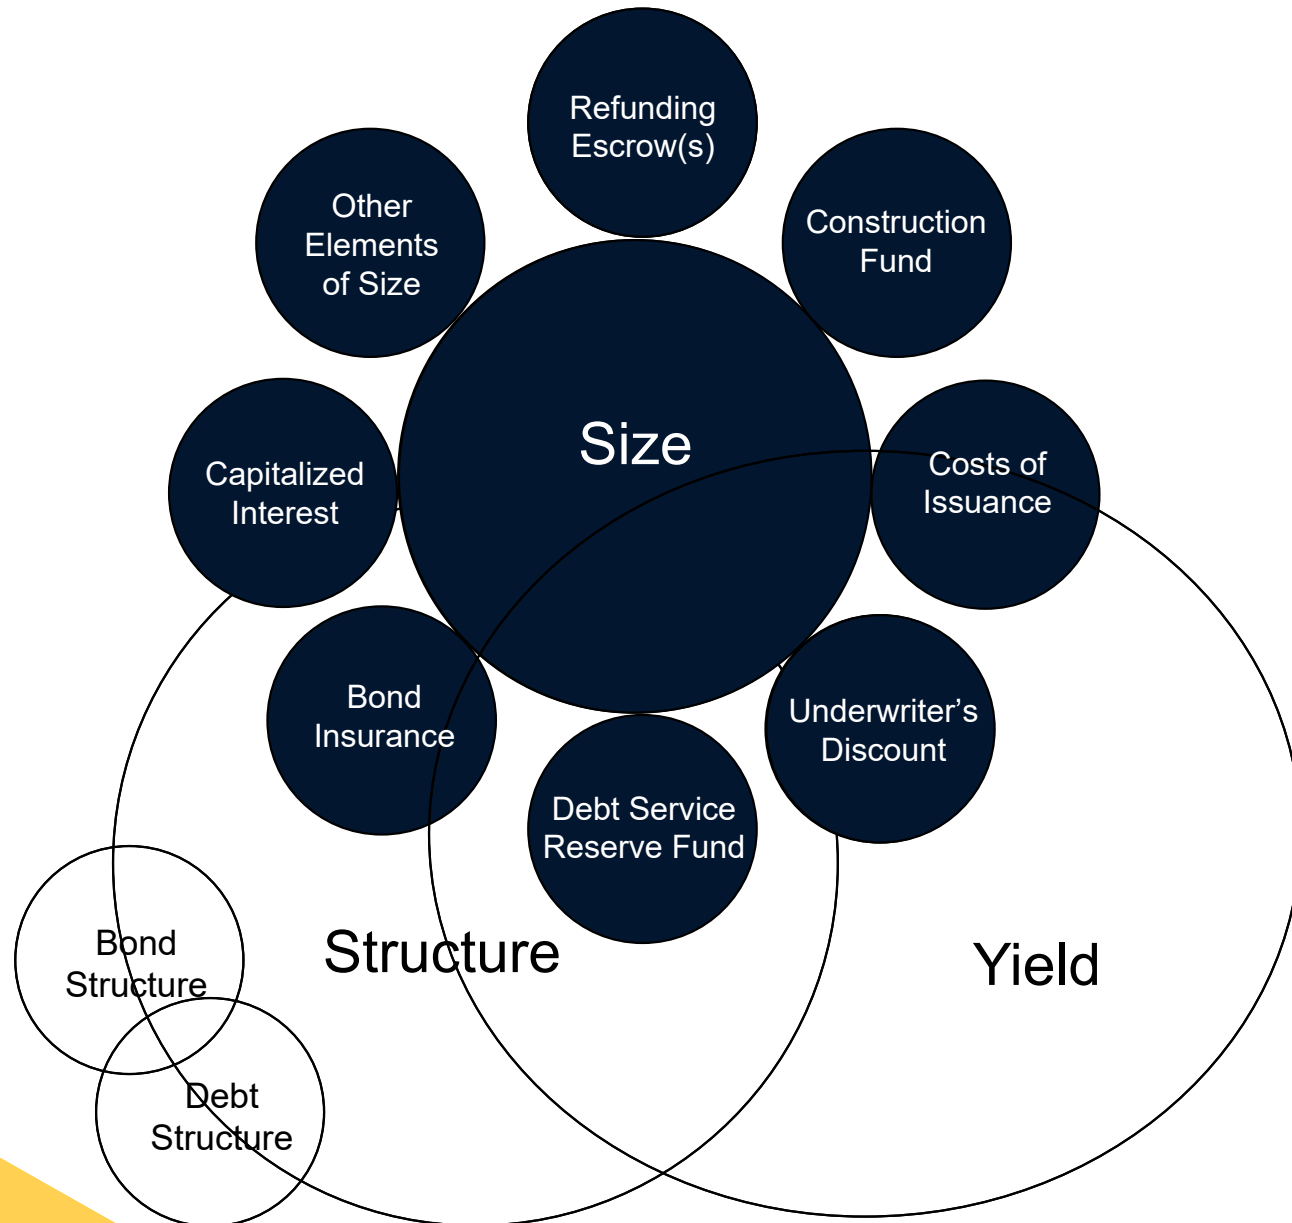 Refunding
Escrow(s)
Other
Elements
of Size
Construction
Fund
Size
Capitalized
Interest
Costs of
Issuance
Bond
Insurance
Underwriter’s
Discount
Debt Service
Reserve Fund
Bond
Structure
Structure
Yield
Debt
Structure